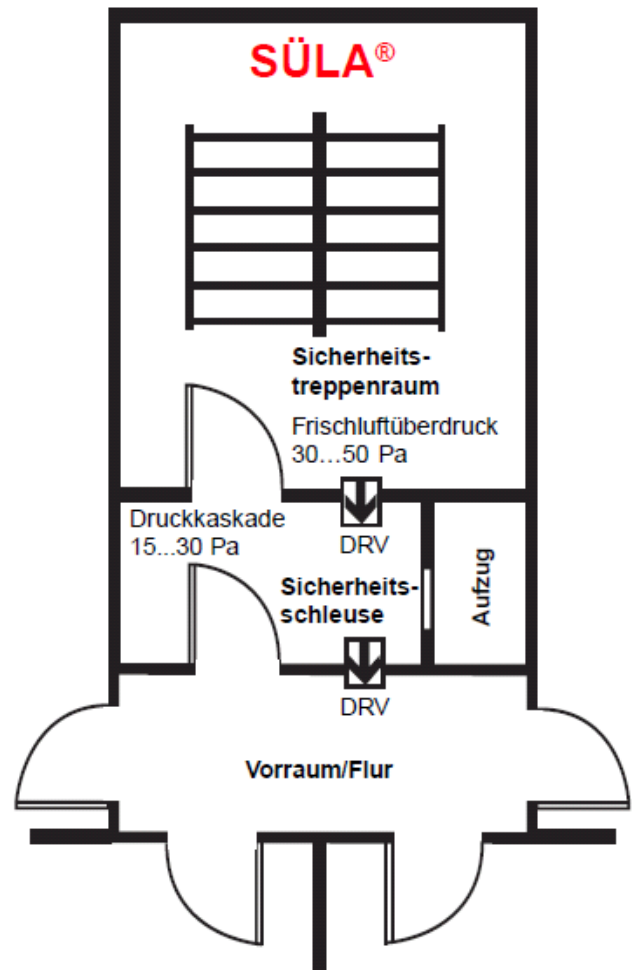 SÜLA®
Sicherheits-
treppenraum
Frischluftüberdruck
30...50 Pa
Druckkaskade
15...30 Pa
DRV
Sicherheits-
schleuse
Aufzug
DRV
Vorraum/Flur